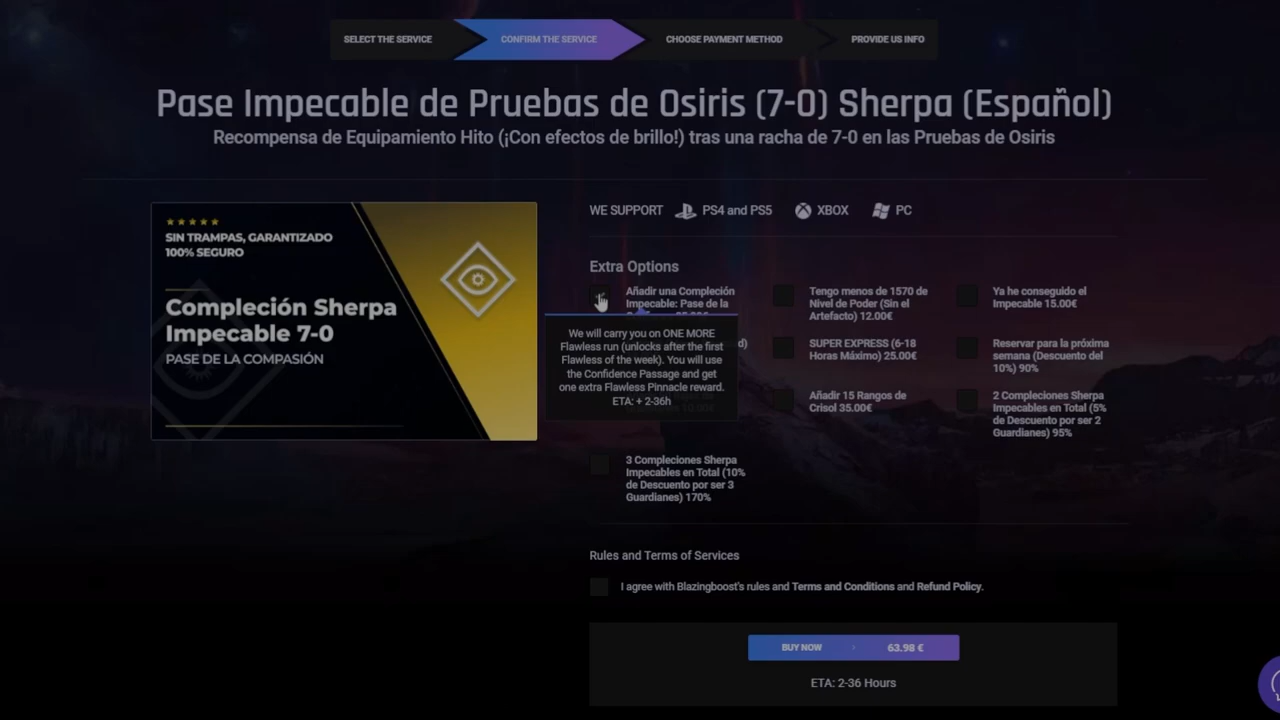 SELECT THE SERVICE
CONFIRM THE SERVICE
CHOOSE PAYMENT METHOD
PROVIDE US INFO
Pase Impecable de Pruebas de Osiris (7-0) Sherpa (Español)
Recompensa de Equipamiento Hito (¡Con efectos de brillo!) tras una racha de 7-0 en las Pruebas de Osiris
★★★★★
SIN TRAMPAS, GARANTIZADO
100% SEGURO
Compleción Sherpa
Impecable 7-0
PASE DE LA COMPASIÓN
WE SUPPORT
PS4 and PS5
XBOX
PC
Extra Options
Añadir una Compleción
Impecable: Pase de la
We will carry you on ONE MORE
Flawless run (unlocks after the first
Flawless of the week). You will use
the Confidence Passage and get
one extra Flawless Pinnacle reward.
ETA: + 2-36h
Tengo menos de 1570 de
Nivel de Poder (Sin el
Artefacto) 12.00€
Ya he conseguido el
Impecable 15.00€
SUPER EXPRESS (6-18
Horas Máximo) 25.00€
Reservar para la próxima
semana (Descuento del
10%) 90%
Añadir 15 Rangos de
Crisol 35.00€
2 Compleciones Sherpa
Impecables en Total (5%
de Descuento por ser 2
Guardianes) 95%
3 Compleciones Sherpa
Impecables en Total (10%
de Descuento por ser 3
Guardianes) 170%
Rules and Terms of Services
I agree with Blazingboost's rules and Terms and Conditions and Refund Policy.
BUY NOW > 63.98 €
ETA: 2-36 Hours